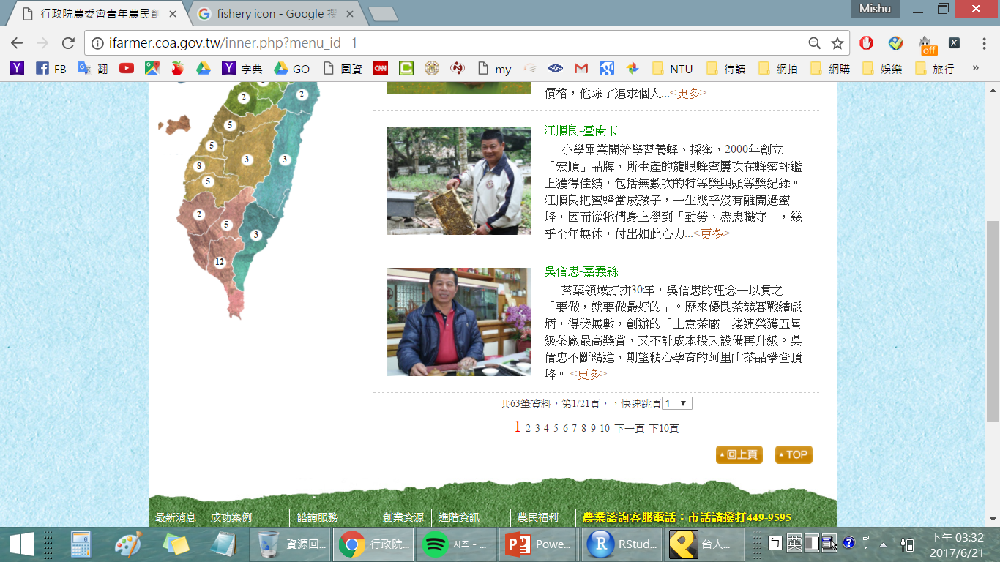 行政院農委會青年農民創
fishery icon - Google 搜
Mishu
ifarmer.coa.gov.tw/inner.php?menu_id=1
off
FB
翻
字典
GO
圖資
CNN
my
NTU
待讀
網拍
網購
娛樂
旅行
»
價格，他除了追求個人...<更多>
2
2
5
5
3
3
8
5
2
5
3
12
江順良-臺南市
小學畢業開始學習養蜂、採蜜，2000年創立
「宏順」品牌，所生產的龍眼蜂蜜屢次在蜂蜜評鑑
上獲得佳績，包括無數次的特等獎與頭等獎紀錄。
江順良把蜜蜂當成孩子，一生幾乎沒有離開過蜜
蜂，因而從牠們身上學到「勤勞、盡忠職守」，幾
乎全年無休，付出如此心力...<更多>
吳信忠-嘉義縣
茶葉領域打拼30年，吳信忠的理念一以貫之
「要做，就要做最好的」。歷來優良茶競賽戰績彪
炳，得獎無數，創辦的「上意茶廠」接連榮獲五星
級茶廠最高獎賞，又不計成本投入設備再升級。吳
信忠不斷精進，期望精心孕育的阿里山茶品攀登頂
峰。 <更多>
共63筆資料，第1/21頁，，快速跳頁 1
1 2 3 4 5 6 7 8 9 10 下一頁 下10頁
回上頁
TOP
最新消息
成功案例
諮詢服務
創業資源
進階資訊
農民福利
農業諮詢客服電話：市話請撥打449-9595
資源回...
行政院...
치즈 - ...
Powe...
RStud...
台大...
ㄅ
英
下午 03:32
2017/6/21